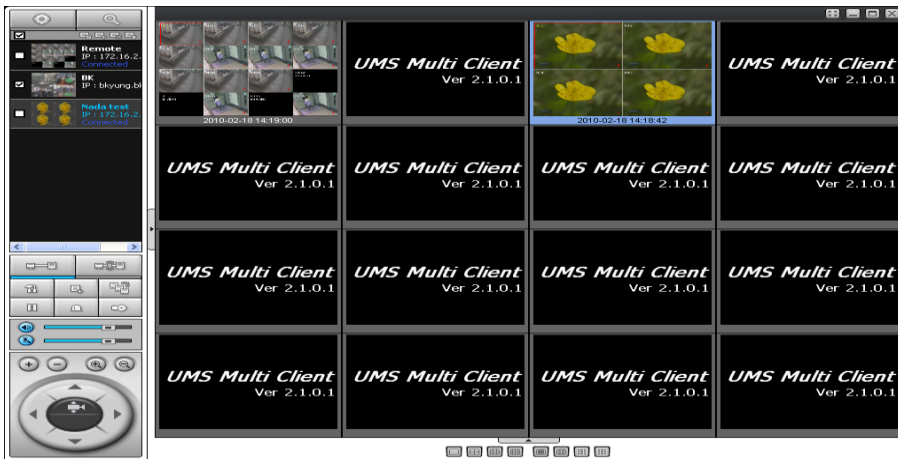 Remote
IP : 172.16.2.
Connected
BK
IP : bkyung.bk
Nada test
IP : 172.16.2.
Connected
2010-02-18 14:19:00
UMS Multi Client
Ver 2.1.0.1
2010-02-18 14:18:42
UMS Multi Client
Ver 2.1.0.1
UMS Multi Client
Ver 2.1.0.1
UMS Multi Client
Ver 2.1.0.1
UMS Multi Client
Ver 2.1.0.1
UMS Multi Client
Ver 2.1.0.1
UMS Multi Client
Ver 2.1.0.1
UMS Multi Client
Ver 2.1.0.1
UMS Multi Client
Ver 2.1.0.1
UMS Multi Client
Ver 2.1.0.1
UMS Multi Client
Ver 2.1.0.1
UMS Multi Client
Ver 2.1.0.1
UMS Multi Client
Ver 2.1.0.1
UMS Multi Client
Ver 2.1.0.1